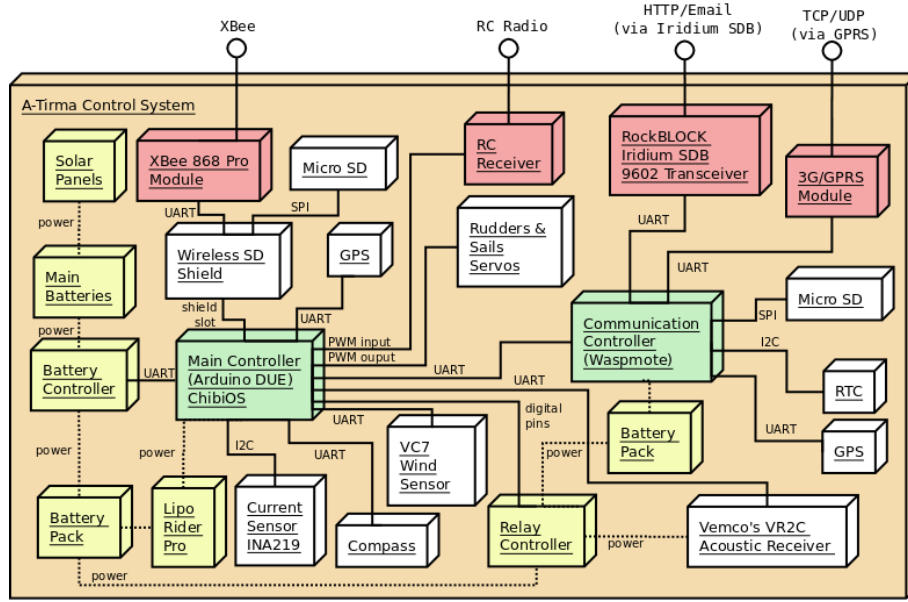 XBee
RC Radio
HTTP/Email
(via Iridium SDB)
TCP/UDP
(via GPRS)
A-Tirma Control System
Solar
Panels
XBee 868 Pro
Module
Micro SD
RC
Receiver
RockBLOCK
Iridium SDB
9602 Transceiver
3G/GPRS
Module
power
UART
SPI
UART
UART
Wireless SD
Shield
GPS
Rudders &
Sails
Servos
Main
Batteries
shield
slot
UART
Communication
Controller
(Waspmote)
Micro SD
SPI
power
PWM input
PWM ouput
I2C
Battery
Controller
UART
Main Controller
(Arduino DUE)
ChibiOS
UART
UART
RTC
digital
pins
UART
power
power
I2C
UART
UART
VC7
Wind
Sensor
power
Battery
Pack
GPS
Battery
Pack
Lipo
Rider
Pro
Current
Sensor
INA219
Compass
Relay
Controller
power
Vemco's VR2C
Acoustic Receiver
power